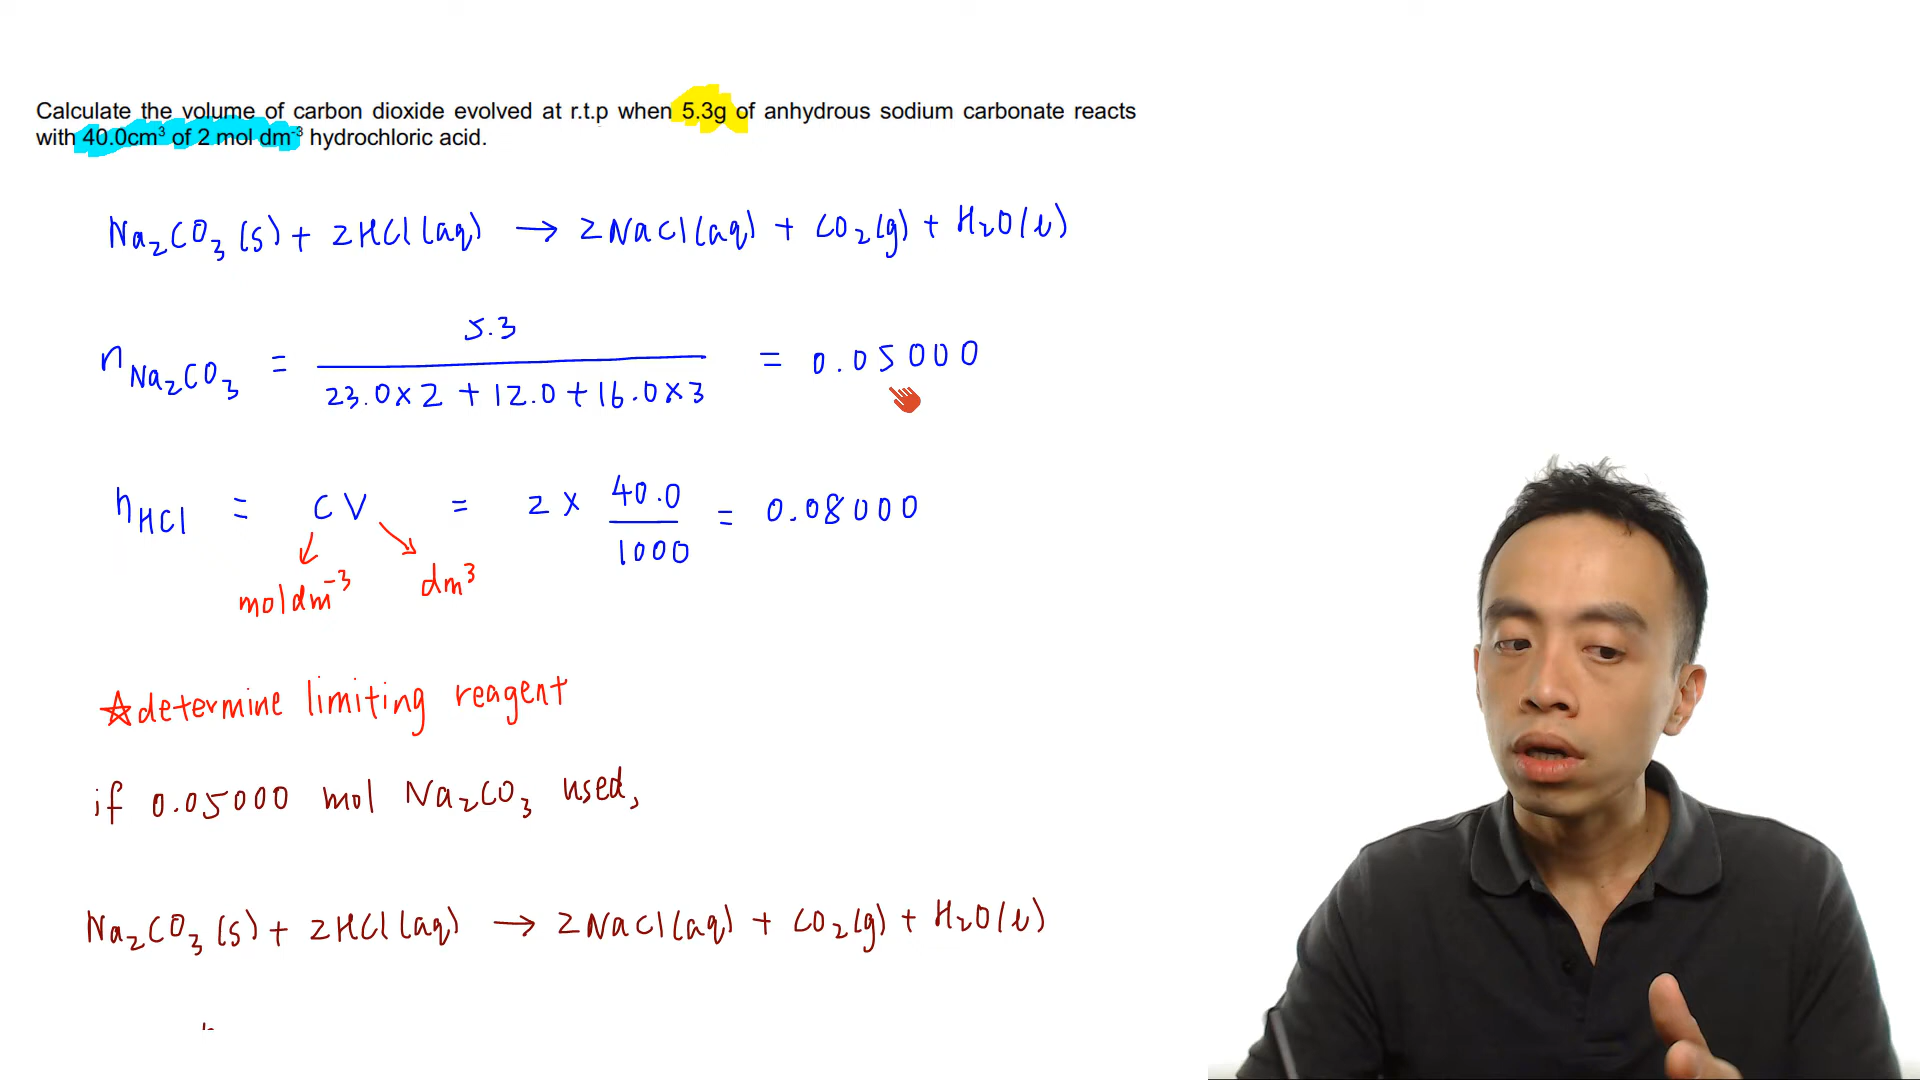 Calculate the volume of carbon dioxide evolved at r.t.p when 5.3g of anhydrous sodium carbonate reacts
with 40.0cm³ of 2 mol dm⁻³ hydrochloric acid.
Na₂CO₃(s) + 2HCl(aq) → 2NaCl(aq) + CO₂(g) + H₂O(l)
5.3
n Na₂CO₃ = ——— = 0.05000
23.0×2 + 12.0 + 16.0×3
40.0
n HCl = CV = 2 × ——— = 0.08000
1000
mol dm⁻³ dm³
☆determine limiting reagent
if 0.05000 mol Na₂CO₃ used,
Na₂CO₃(s) + 2HCl(aq) → 2NaCl(aq) + CO₂(g) + H₂O(l)